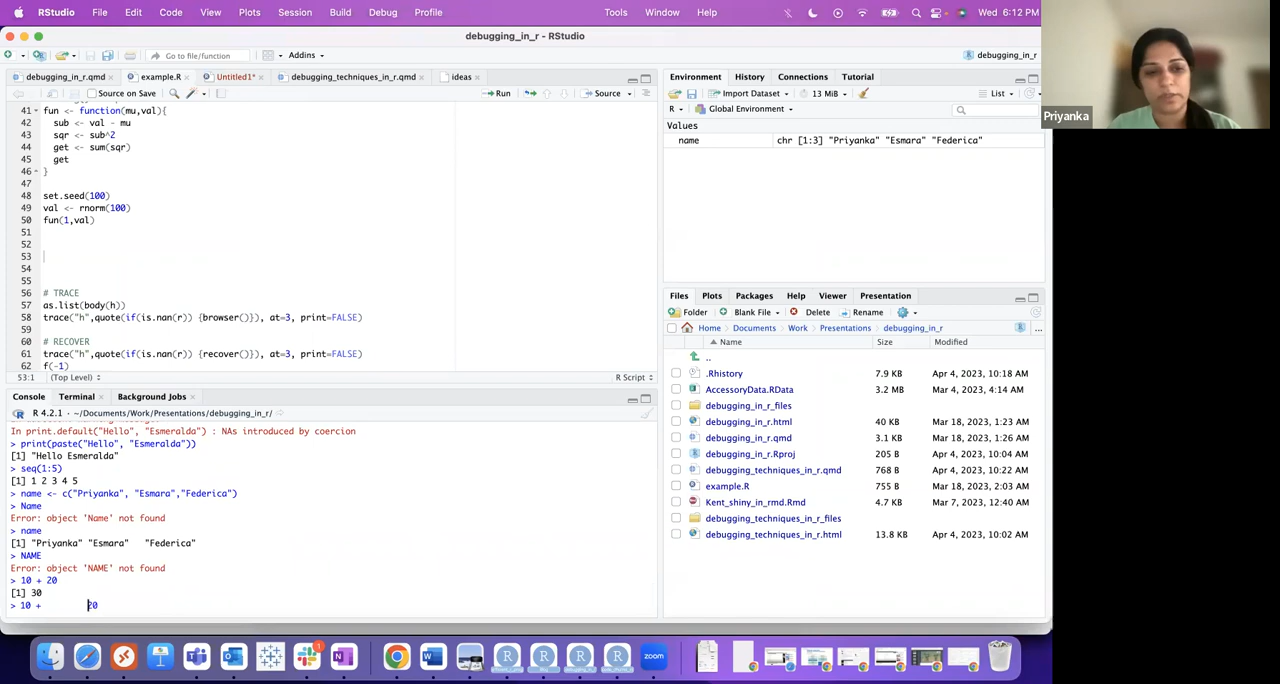 RStudio File Edit Code View Plots Session Build Debug Profile Tools Window Help Wed 6:12 PM
debugging_in_r - RStudio
Go to file/function Addins debugging_in_r
debugging_in_r.qmd example.R Untitled1* debugging_techniques_in_r.qmd ideas
Source on Save Run Source
41 fun <- function(mu,val){
42 sub <- val - mu
43 sqr <- sub^2
44 get <- sum(sqr)
45 get
46 }
47
48 set.seed(100)
49 val <- rnorm(100)
50 fun(1,val)
51
52
53
54
55
56 # TRACE
57 as.list(body(h))
58 trace("h",quote(if(is.nan(r)) {browser()}), at=3, print=FALSE)
59
60 # RECOVER
61 trace("h",quote(if(is.nan(r)) {recover()}), at=3, print=FALSE)
62 f(-1)
53:1 (Top Level) R Script
Console Terminal Background Jobs
R 4.2.1 · ~/Documents/Work/Presentations/debugging_in_r/
In print.default("Hello", "Esmeralda") : NAs introduced by coercion
> print(paste("Hello", "Esmeralda"))
[1] "Hello Esmeralda"
> seq(1:5)
[1] 1 2 3 4 5
> name <- c("Priyanka", "Esmara","Federica")
> Name
Error: object 'Name' not found
> name
[1] "Priyanka" "Esmara" "Federica"
> NAME
Error: object 'NAME' not found
> 10 + 20
[1] 30
> 10 + 20
Environment History Connections Tutorial
Import Dataset 13 MiB List
R Global Environment
Values
name chr [1:3] "Priyanka" "Esmara" "Federica"
Files Plots Packages Help Viewer Presentation
Folder Blank File Delete Rename
Home Documents Work Presentations debugging_in_r ...
Name Size Modified
..
.Rhistory 7.9 KB Apr 4, 2023, 10:18 AM
AccessoryData.RData 3.2 MB Mar 4, 2023, 4:14 AM
debugging_in_r_files
debugging_in_r.html 40 KB Mar 18, 2023, 1:23 AM
debugging_in_r.qmd 3.1 KB Mar 18, 2023, 1:26 AM
debugging_in_r.Rproj 205 B Apr 4, 2023, 10:04 AM
debugging_techniques_in_r.qmd 768 B Apr 4, 2023, 10:22 AM
example.R 755 B Mar 18, 2023, 2:03 AM
Kent_shiny_in_rmd.Rmd 4.7 KB Mar 7, 2023, 12:40 AM
debugging_techniques_in_r_files
debugging_techniques_in_r.html 13.8 KB Apr 4, 2023, 10:02 AM
Priyanka
1
zoom